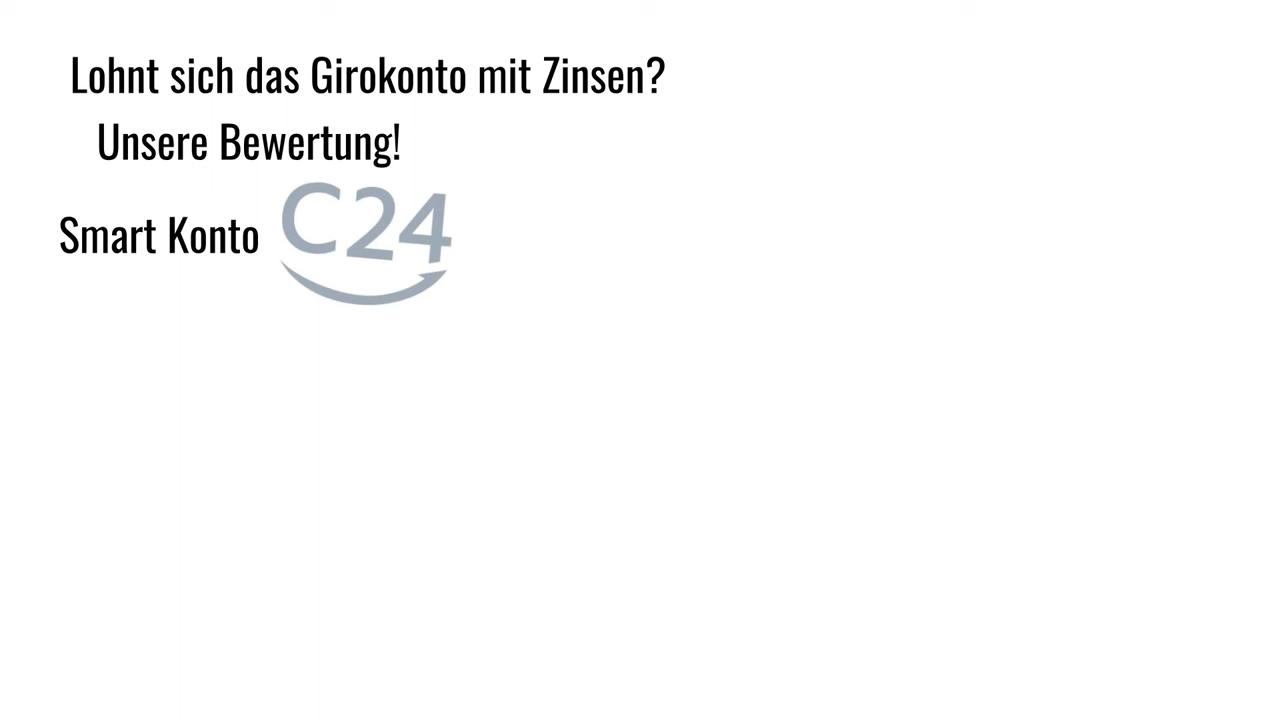 Lohnt sich das Girokonto mit Zinsen?
Unsere Bewertung!
Smart Konto C24